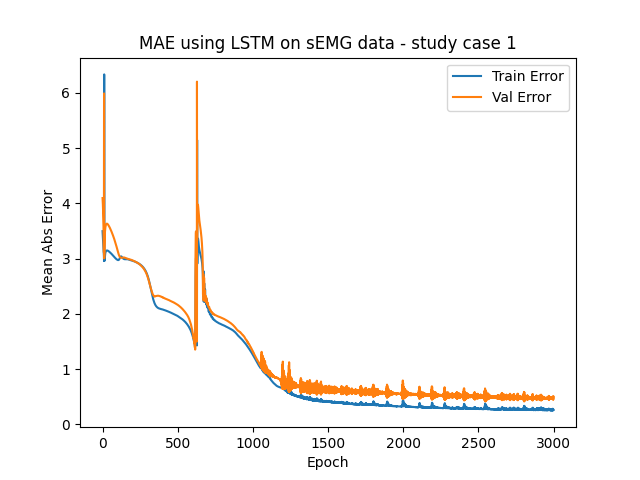 MAE using LSTM on sEMG data - study case 1
Train Error
Val Error
6
5
4
3
2
1
0
Mean Abs Error
0 500 1000 1500 2000 2500 3000
Epoch